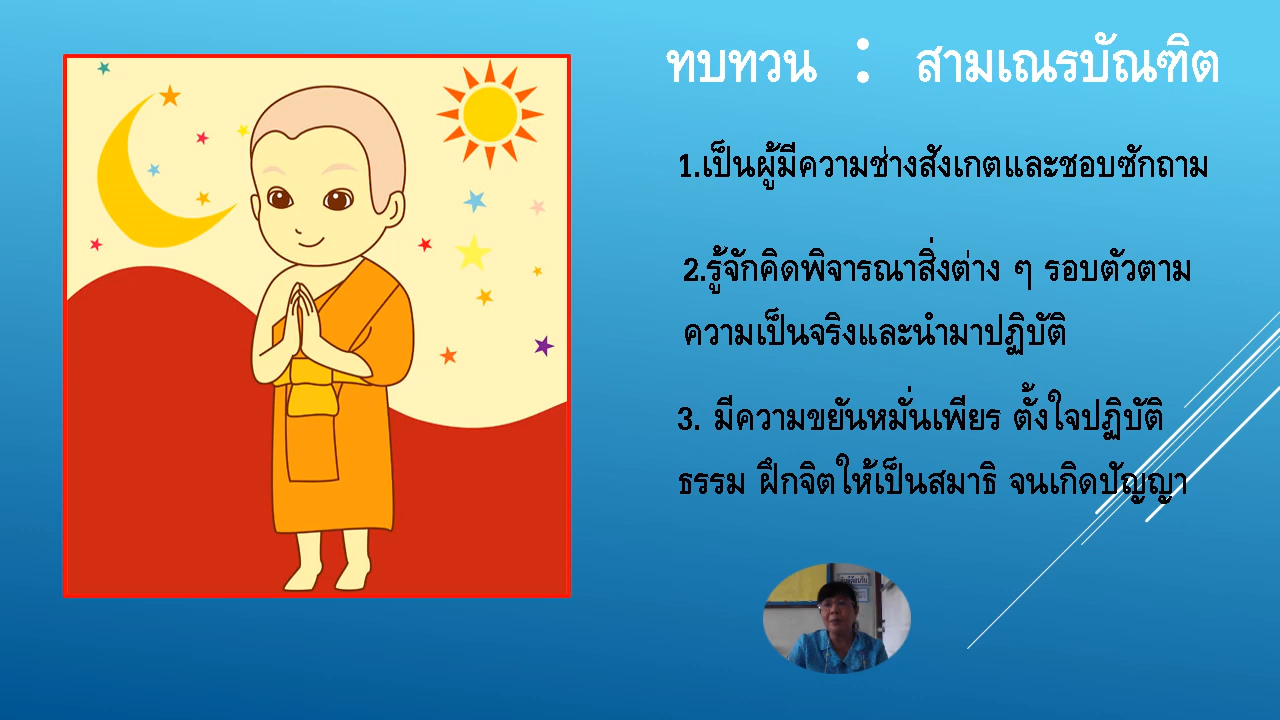 ทบทวน : สามเณรบัณฑิต
1.เป็นผู้มีความช่างสังเกตและชอบซักถาม
2.รู้จักคิดพิจารณาสิ่งต่าง ๆ รอบตัวตาม
ความเป็นจริงและนำมาปฏิบัติ
3. มีความขยันหมั่นเพียร ตั้งใจปฏิบัติ
ธรรม ฝึกจิตให้เป็นสมาธิ จนเกิดปัญญา